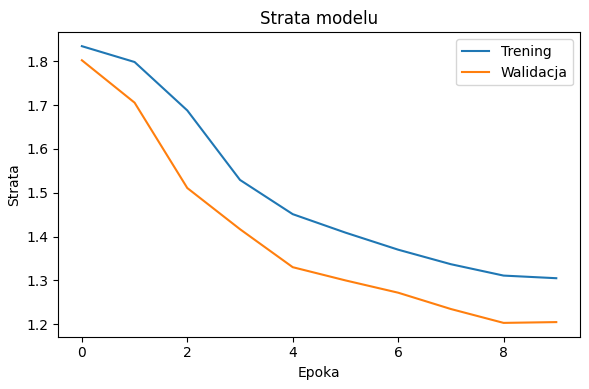 Strata modelu
Trening
Walidacja
1.8
1.7
1.6
1.5
1.4
1.3
1.2
Strata
0
2
4
6
8
Epoka